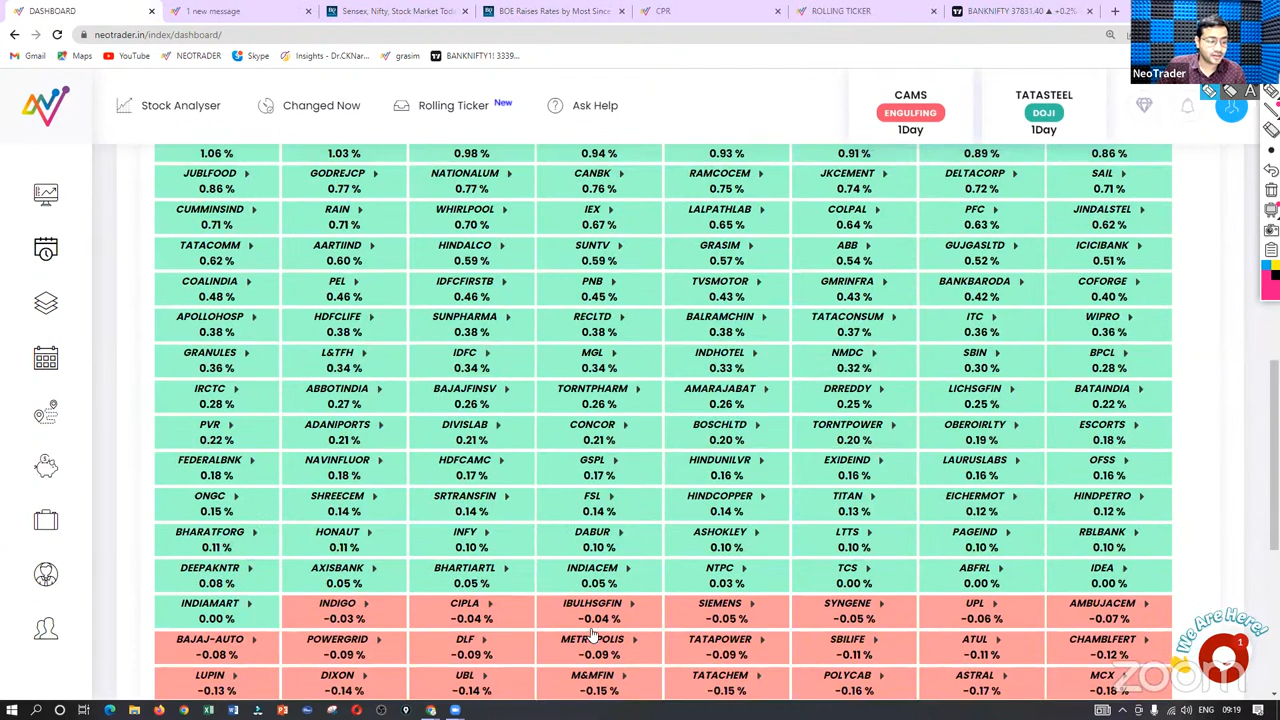 DASHBOARD
1 new message
Sensex, Nifty, Stock Market Tod
BOE Raises Rates by Most Since
CPR
ROLLING TICKER
BANKNIFTY 37831.40 ▲ +0.2%
neotrader.in/index/dashboard/
Gmail Maps YouTube NEOTRADER Skype Insights - Dr.CKNar... grasim BANKNIFTY1! 3339...
NeoTrader
Stock Analyser Changed Now Rolling Ticker New Ask Help
CAMS TATASTEEL
ENGULFING DOJI
1Day 1Day
1.06 % 1.03 % 0.98 % 0.94 % 0.93 % 0.91 % 0.89 % 0.86 %
JUBLFOOD GODREJCP NATIONALUM CANBK RAMCOCEM JKCEMENT DELTACORP SAIL
0.86 % 0.77 % 0.77 % 0.76 % 0.75 % 0.74 % 0.72 % 0.71 %
CUMMINSIND RAIN WHIRLPOOL IEX LALPATHLAB COLPAL PFC JINDALSTEL
0.71 % 0.71 % 0.70 % 0.67 % 0.65 % 0.64 % 0.63 % 0.62 %
TATACOMM AARTIIND HINDALCO SUNTV GRASIM ABB GUJGASLTD ICICIBANK
0.62 % 0.60 % 0.59 % 0.59 % 0.57 % 0.54 % 0.52 % 0.51 %
COALINDIA PEL IDFCFIRSTB PNB TVSMOTOR GMRINFRA BANKBARODA COFORGE
0.48 % 0.46 % 0.46 % 0.45 % 0.43 % 0.43 % 0.42 % 0.40 %
APOLLOHOSP HDFCLIFE SUNPHARMA RECLTD BALRAMCHIN TATACONSUM ITC WIPRO
0.38 % 0.38 % 0.38 % 0.38 % 0.38 % 0.37 % 0.36 % 0.36 %
GRANULES L&TFH IDFC MGL INDHOTEL NMDC SBIN BPCL
0.36 % 0.34 % 0.34 % 0.34 % 0.33 % 0.32 % 0.30 % 0.28 %
IRCTC ABBOTINDIA BAJAJFINSV TORNTPHARM AMARAJABAT DRREDDY LICHSGFIN BATAINDIA
0.28 % 0.27 % 0.26 % 0.26 % 0.26 % 0.25 % 0.25 % 0.22 %
PVR ADANIPORTS DIVISLAB CONCOR BOSCHLTD TORNTPOWER OBEROIRLTY ESCORTS
0.22 % 0.21 % 0.21 % 0.21 % 0.20 % 0.20 % 0.19 % 0.18 %
FEDERALBNK NAVINFLUOR HDFCAMC GSPL HINDUNILVR EXIDEIND LAURUSLABS OFSS
0.18 % 0.18 % 0.17 % 0.17 % 0.16 % 0.16 % 0.16 % 0.16 %
ONGC SHREECEM SRTRANSFIN FSL HINDCOPPER TITAN EICHERMOT HINDPETRO
0.15 % 0.14 % 0.14 % 0.14 % 0.14 % 0.13 % 0.12 % 0.12 %
BHARATFORG HONAUT INFY DABUR ASHOKLEY LTTS PAGEIND RBLBANK
0.11 % 0.11 % 0.10 % 0.10 % 0.10 % 0.10 % 0.10 % 0.10 %
DEEPAKNTR AXISBANK BHARTIARTL INDIACEM NTPC TCS ABFRL IDEA
0.08 % 0.05 % 0.05 % 0.05 % 0.03 % 0.00 % 0.00 % 0.00 %
INDIAMART INDIGO CIPLA IBULHSGFIN SIEMENS SYNGENE UPL AMBUJACEM
0.00 % -0.03 % -0.04 % -0.04 % -0.05 % -0.05 % -0.06 % -0.07 %
BAJAJ-AUTO POWERGRID DLF METROPOLIS TATAPOWER SBILIFE ATUL CHAMBLFERT
-0.08 % -0.09 % -0.09 % -0.09 % -0.09 % -0.11 % -0.11 % -0.12 %
LUPIN DIXON UBL M&MFIN TATACHEM POLYCAB ASTRAL MCX
-0.13 % -0.14 % -0.14 % -0.15 % -0.15 % -0.16 % -0.17 % -0.18 %
We Are Here!
1
zoom
ENG 09:19